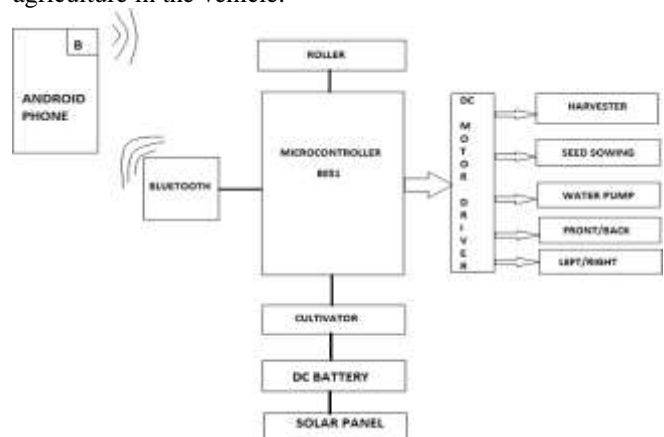 agriculture in the vehicle.
B
ANDROID
PHONE
BLUETOOTH
ROLLER
MICROCONTROLLER
8051
CULTIVATOR
DC BATTERY
SOLAR PANEL
DC
MOTOR
DRIVER
HARVESTER
SEED SOWING
WATER PUMP
FRONT/BACK
LEFT/RIGHT